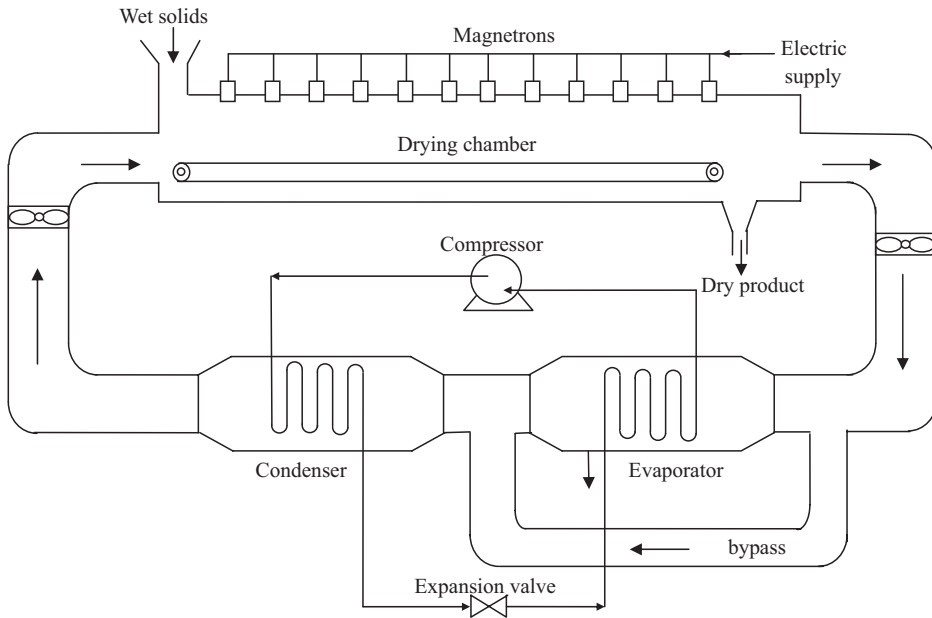 Wet solids
Magnetrons
Electric
supply
Drying chamber
Compressor
Dry product
Condenser
Evaporator
bypass
Expansion valve